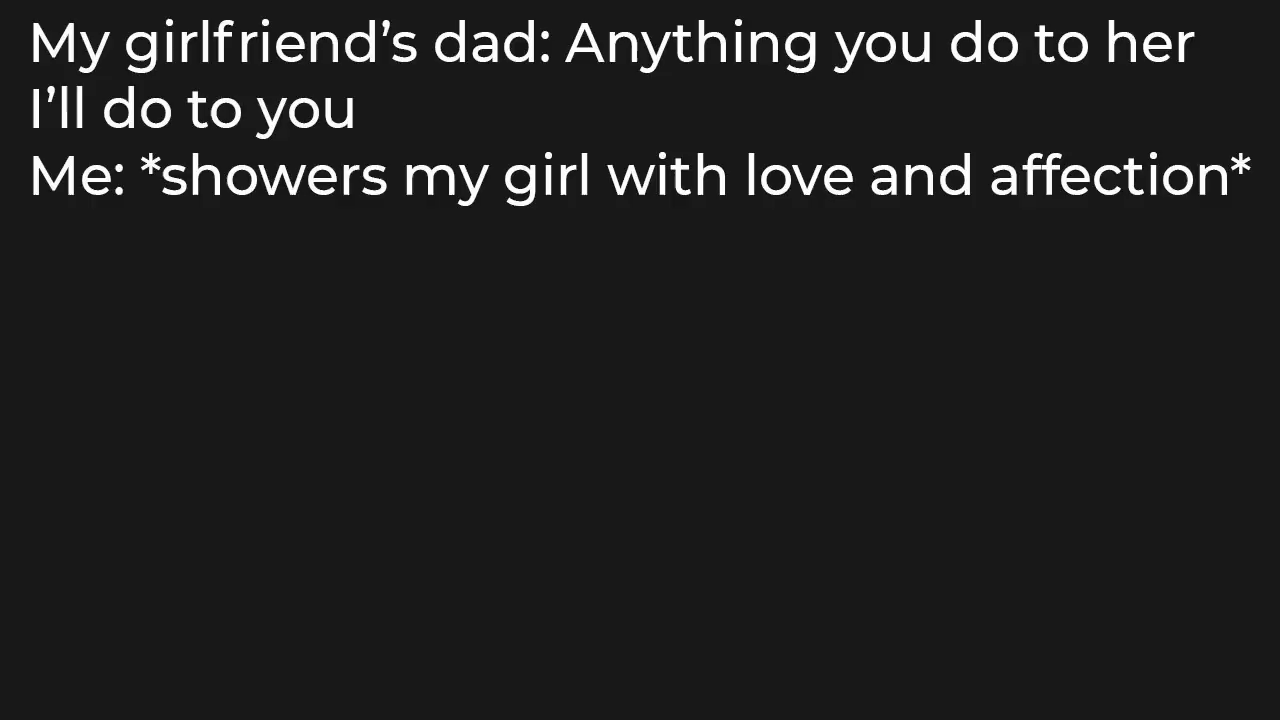 My girlfriend’s dad: Anything you do to her
I’ll do to you
Me: *showers my girl with love and affection*